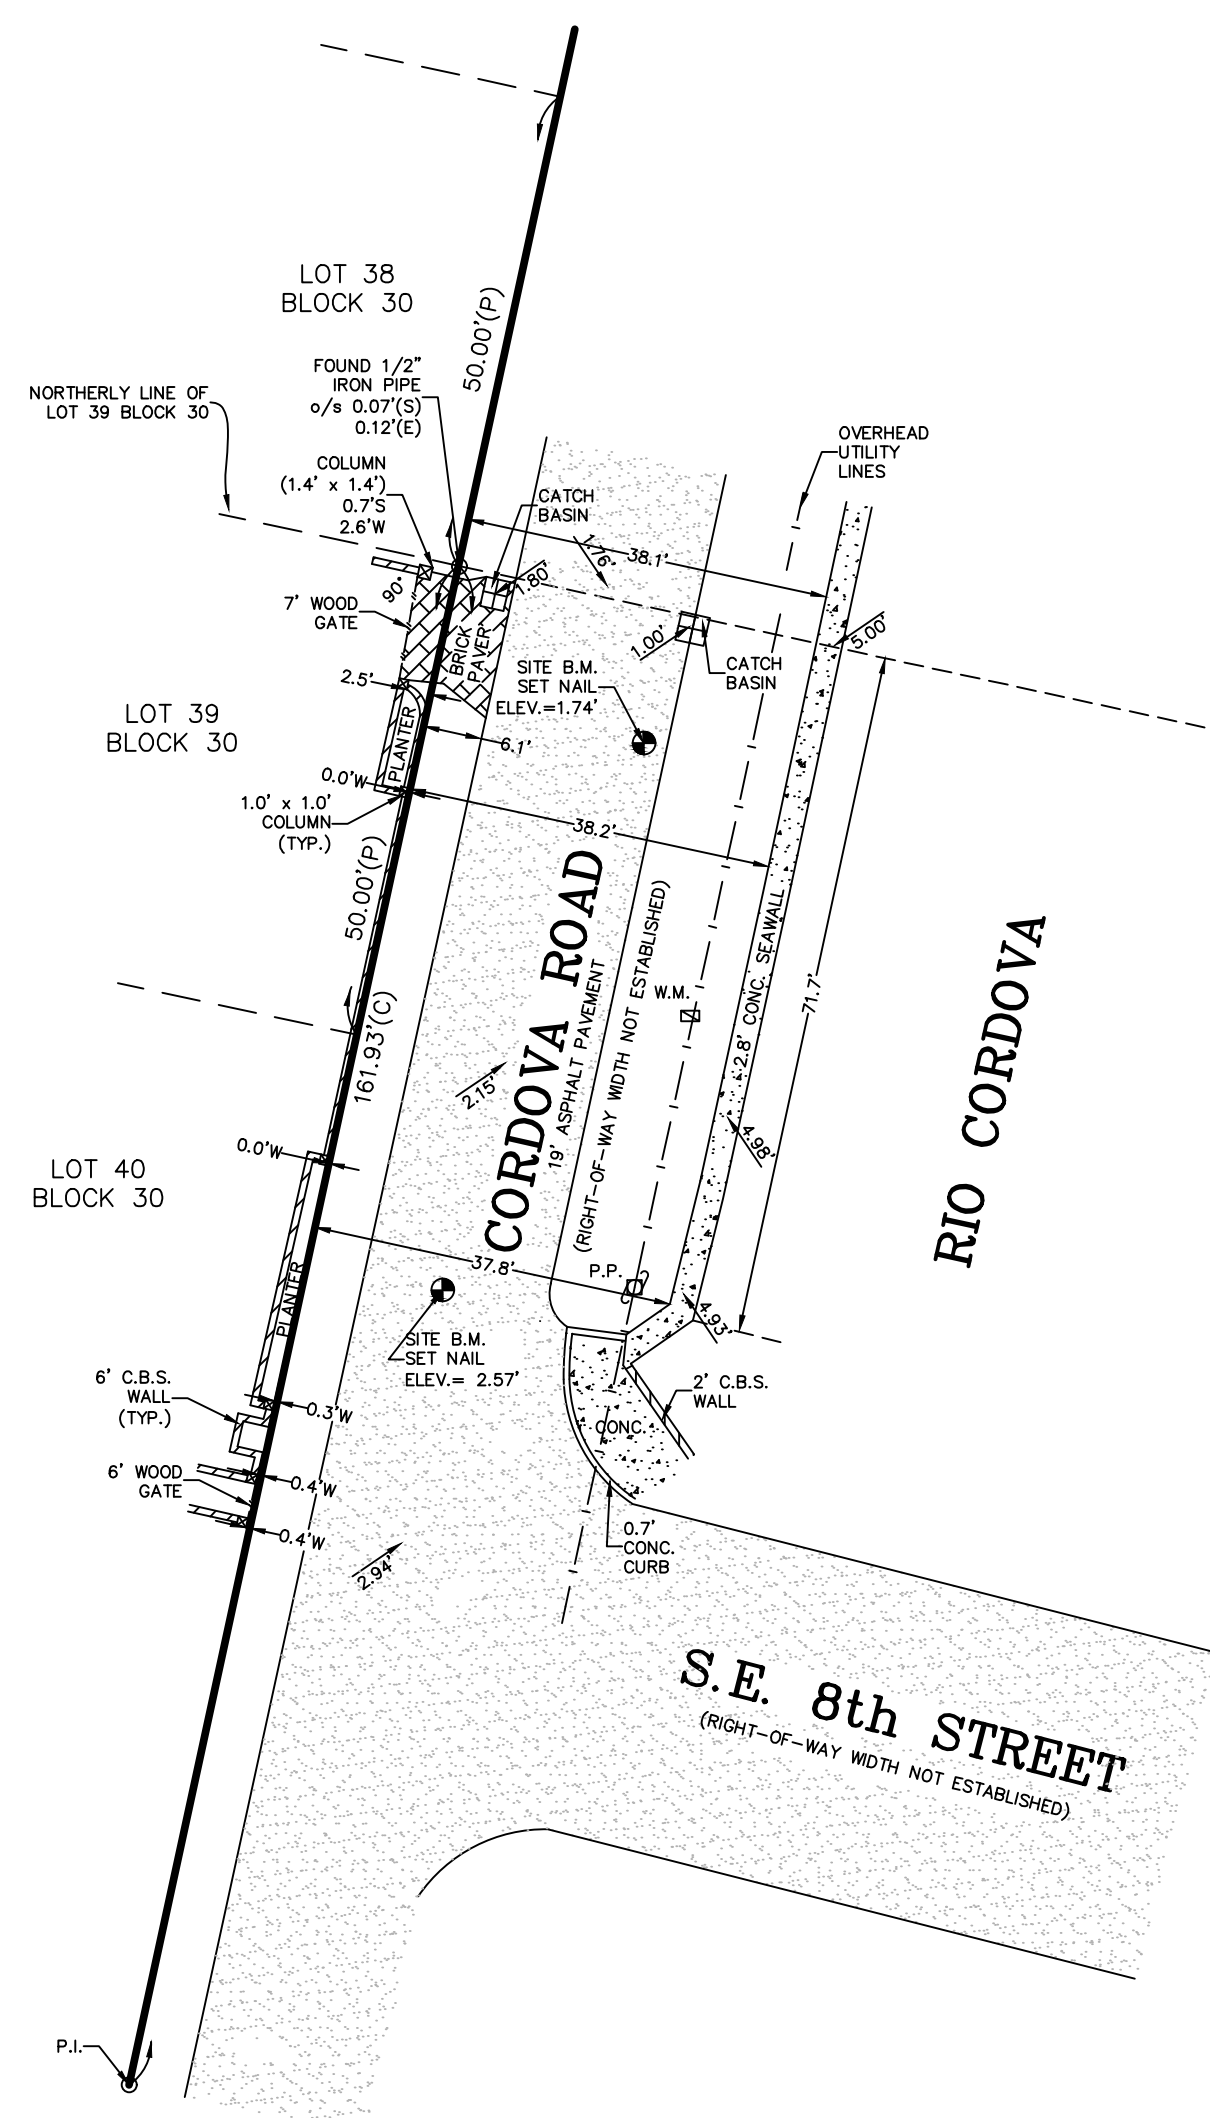 LOT 38
BLOCK 30
50.00'(P)
FOUND 1/2"
IRON PIPE
o/s 0.07'(S)
0.12'(E)
NORTHERLY LINE OF
LOT 39 BLOCK 30
COLUMN
(1.4' x 1.4')
0.7'S
2.6'W
CATCH
BASIN
OVERHEAD
UTILITY
LINES
1.76'
38.1'
1.80'
90°
7' WOOD
GATE
BRICK
PAVER
1.00'
5.00'
CATCH
BASIN
SITE B.M.
SET NAIL
ELEV.=1.74'
2.5'
LOT 39
BLOCK 30
PLANTER
6.1'
0.0'W
1.0' x 1.0'
COLUMN
(TYP.)
38.2'
50.00'(P)
CORDOVA ROAD
19' ASPHALT PAVEMENT
(RIGHT-OF-WAY WIDTH NOT ESTABLISHED)
W.M.
2.8' CONC. SEAWALL
71.7'
RIO CORDOVA
161.93'(C)
2.15'
4.98'
0.0'W
LOT 40
BLOCK 30
37.8'
P.P.
4.93'
PLANTER
SITE B.M.
SET NAIL
ELEV.= 2.57'
6' C.B.S.
WALL
(TYP.)
0.3'W
2' C.B.S.
WALL
CONC.
6' WOOD
GATE
0.4'W
0.4'W
0.7'
CONC.
CURB
2.94'
S.E. 8th STREET
(RIGHT-OF-WAY WIDTH NOT ESTABLISHED)
P.I.